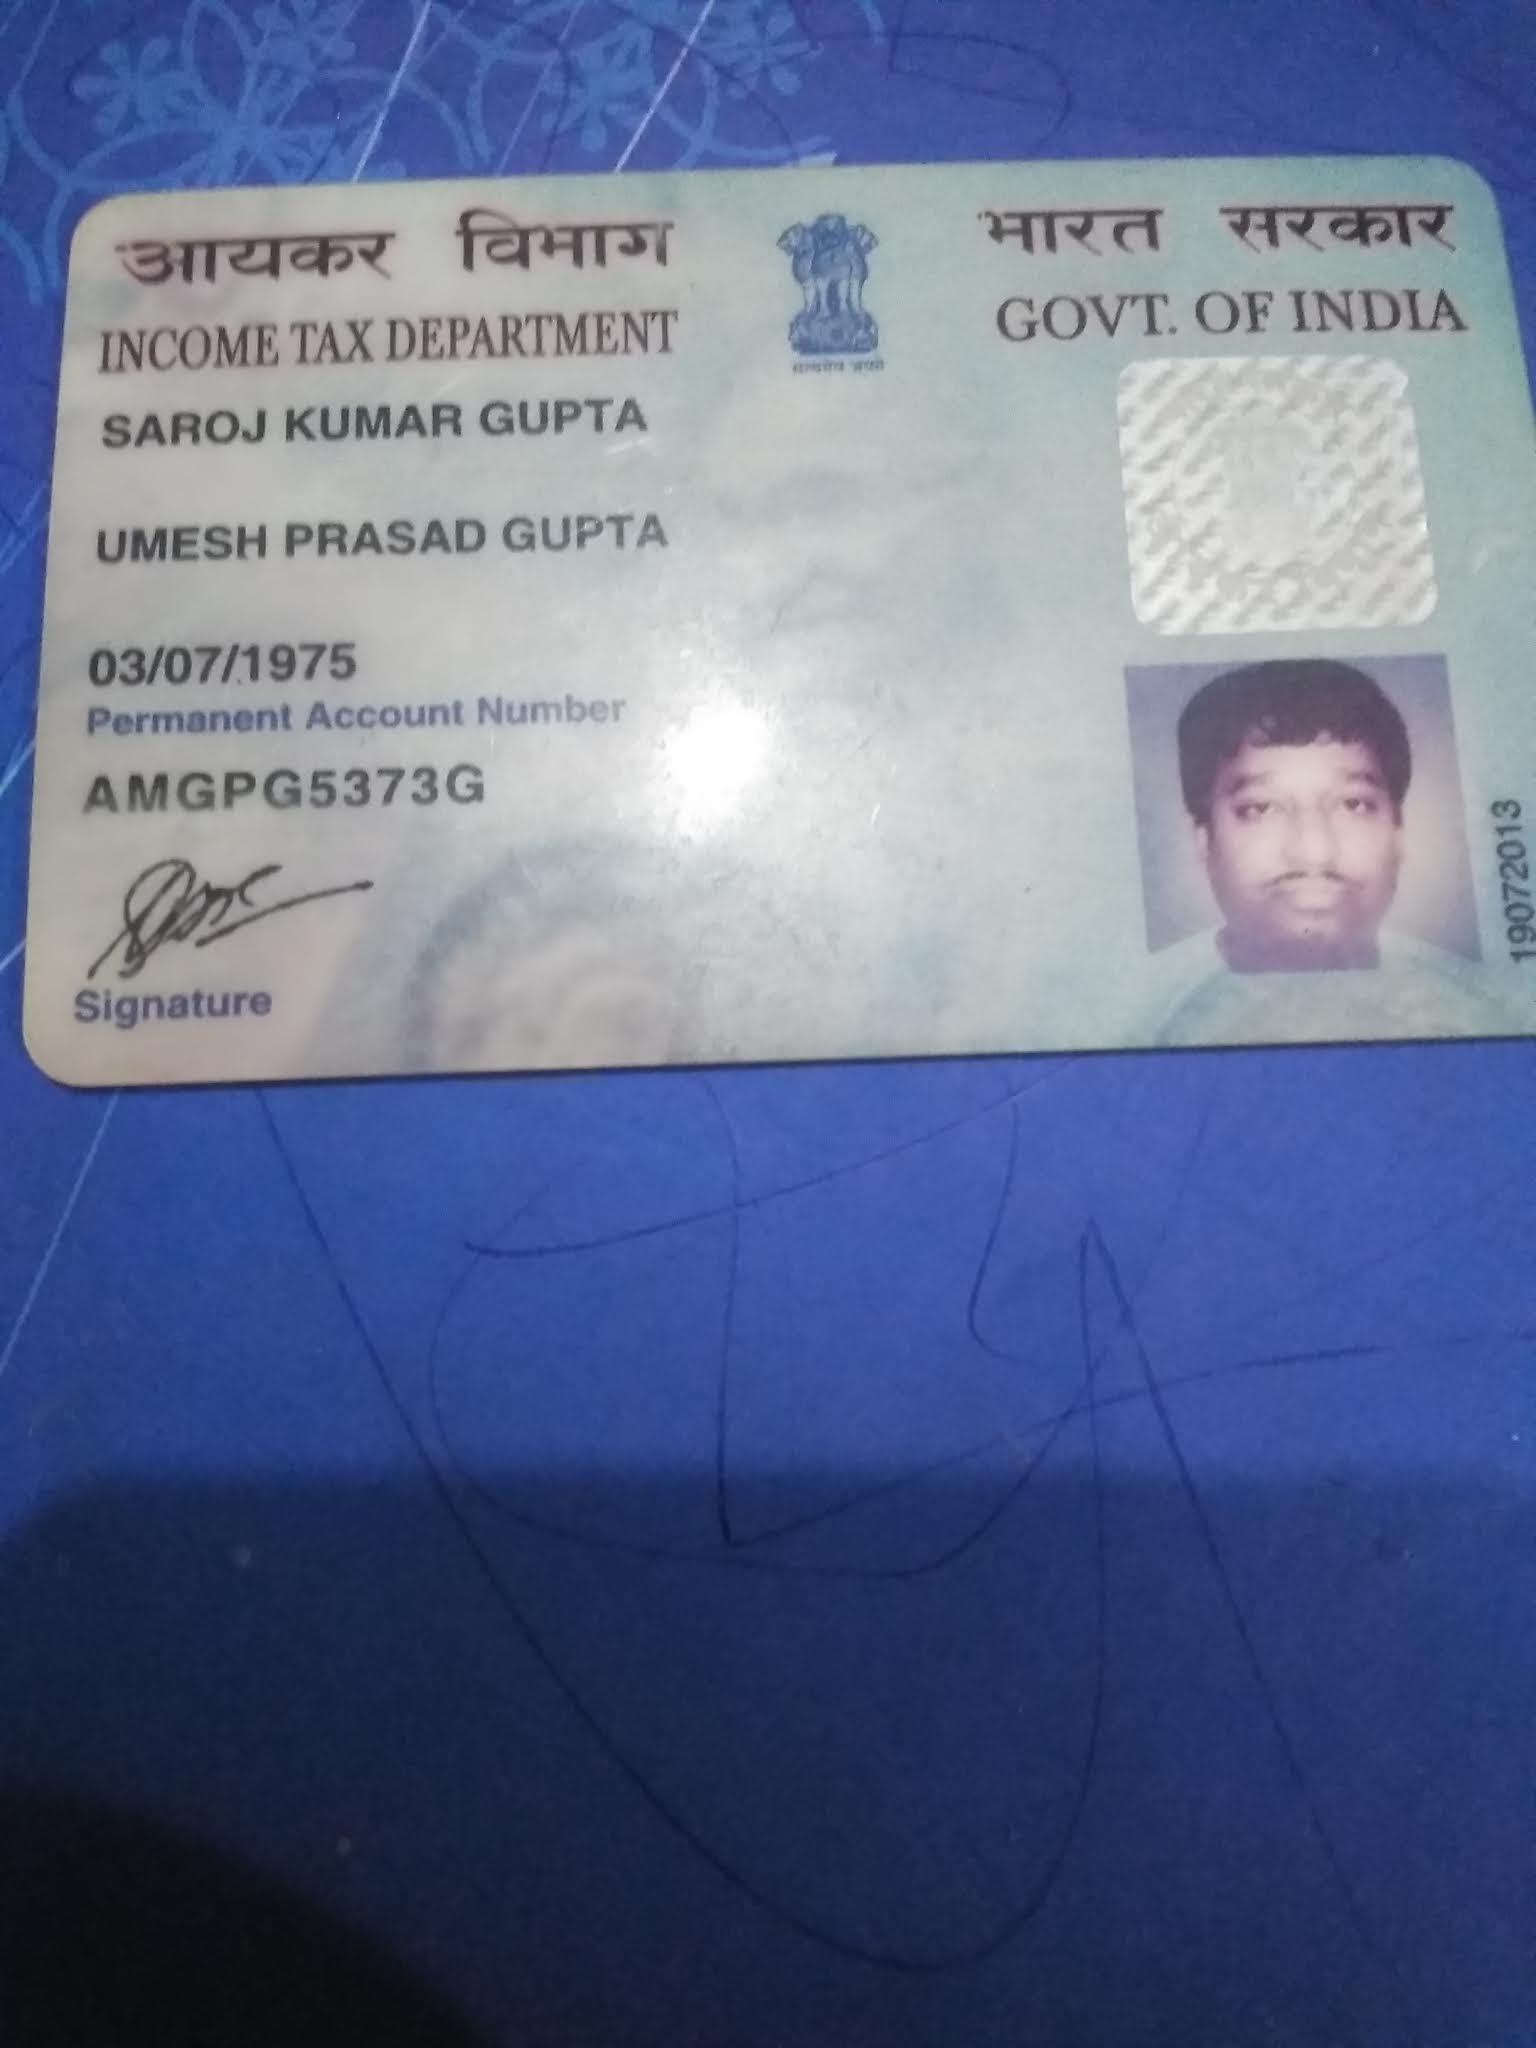 आयकर विभाग
भारत सरकार
INCOME TAX DEPARTMENT
GOVT. OF INDIA
सत्यमेव जयते
SAROJ KUMAR GUPTA
UMESH PRASAD GUPTA
03/07/1975
Permanent Account Number
AMGPG5373G
Signature
19072013